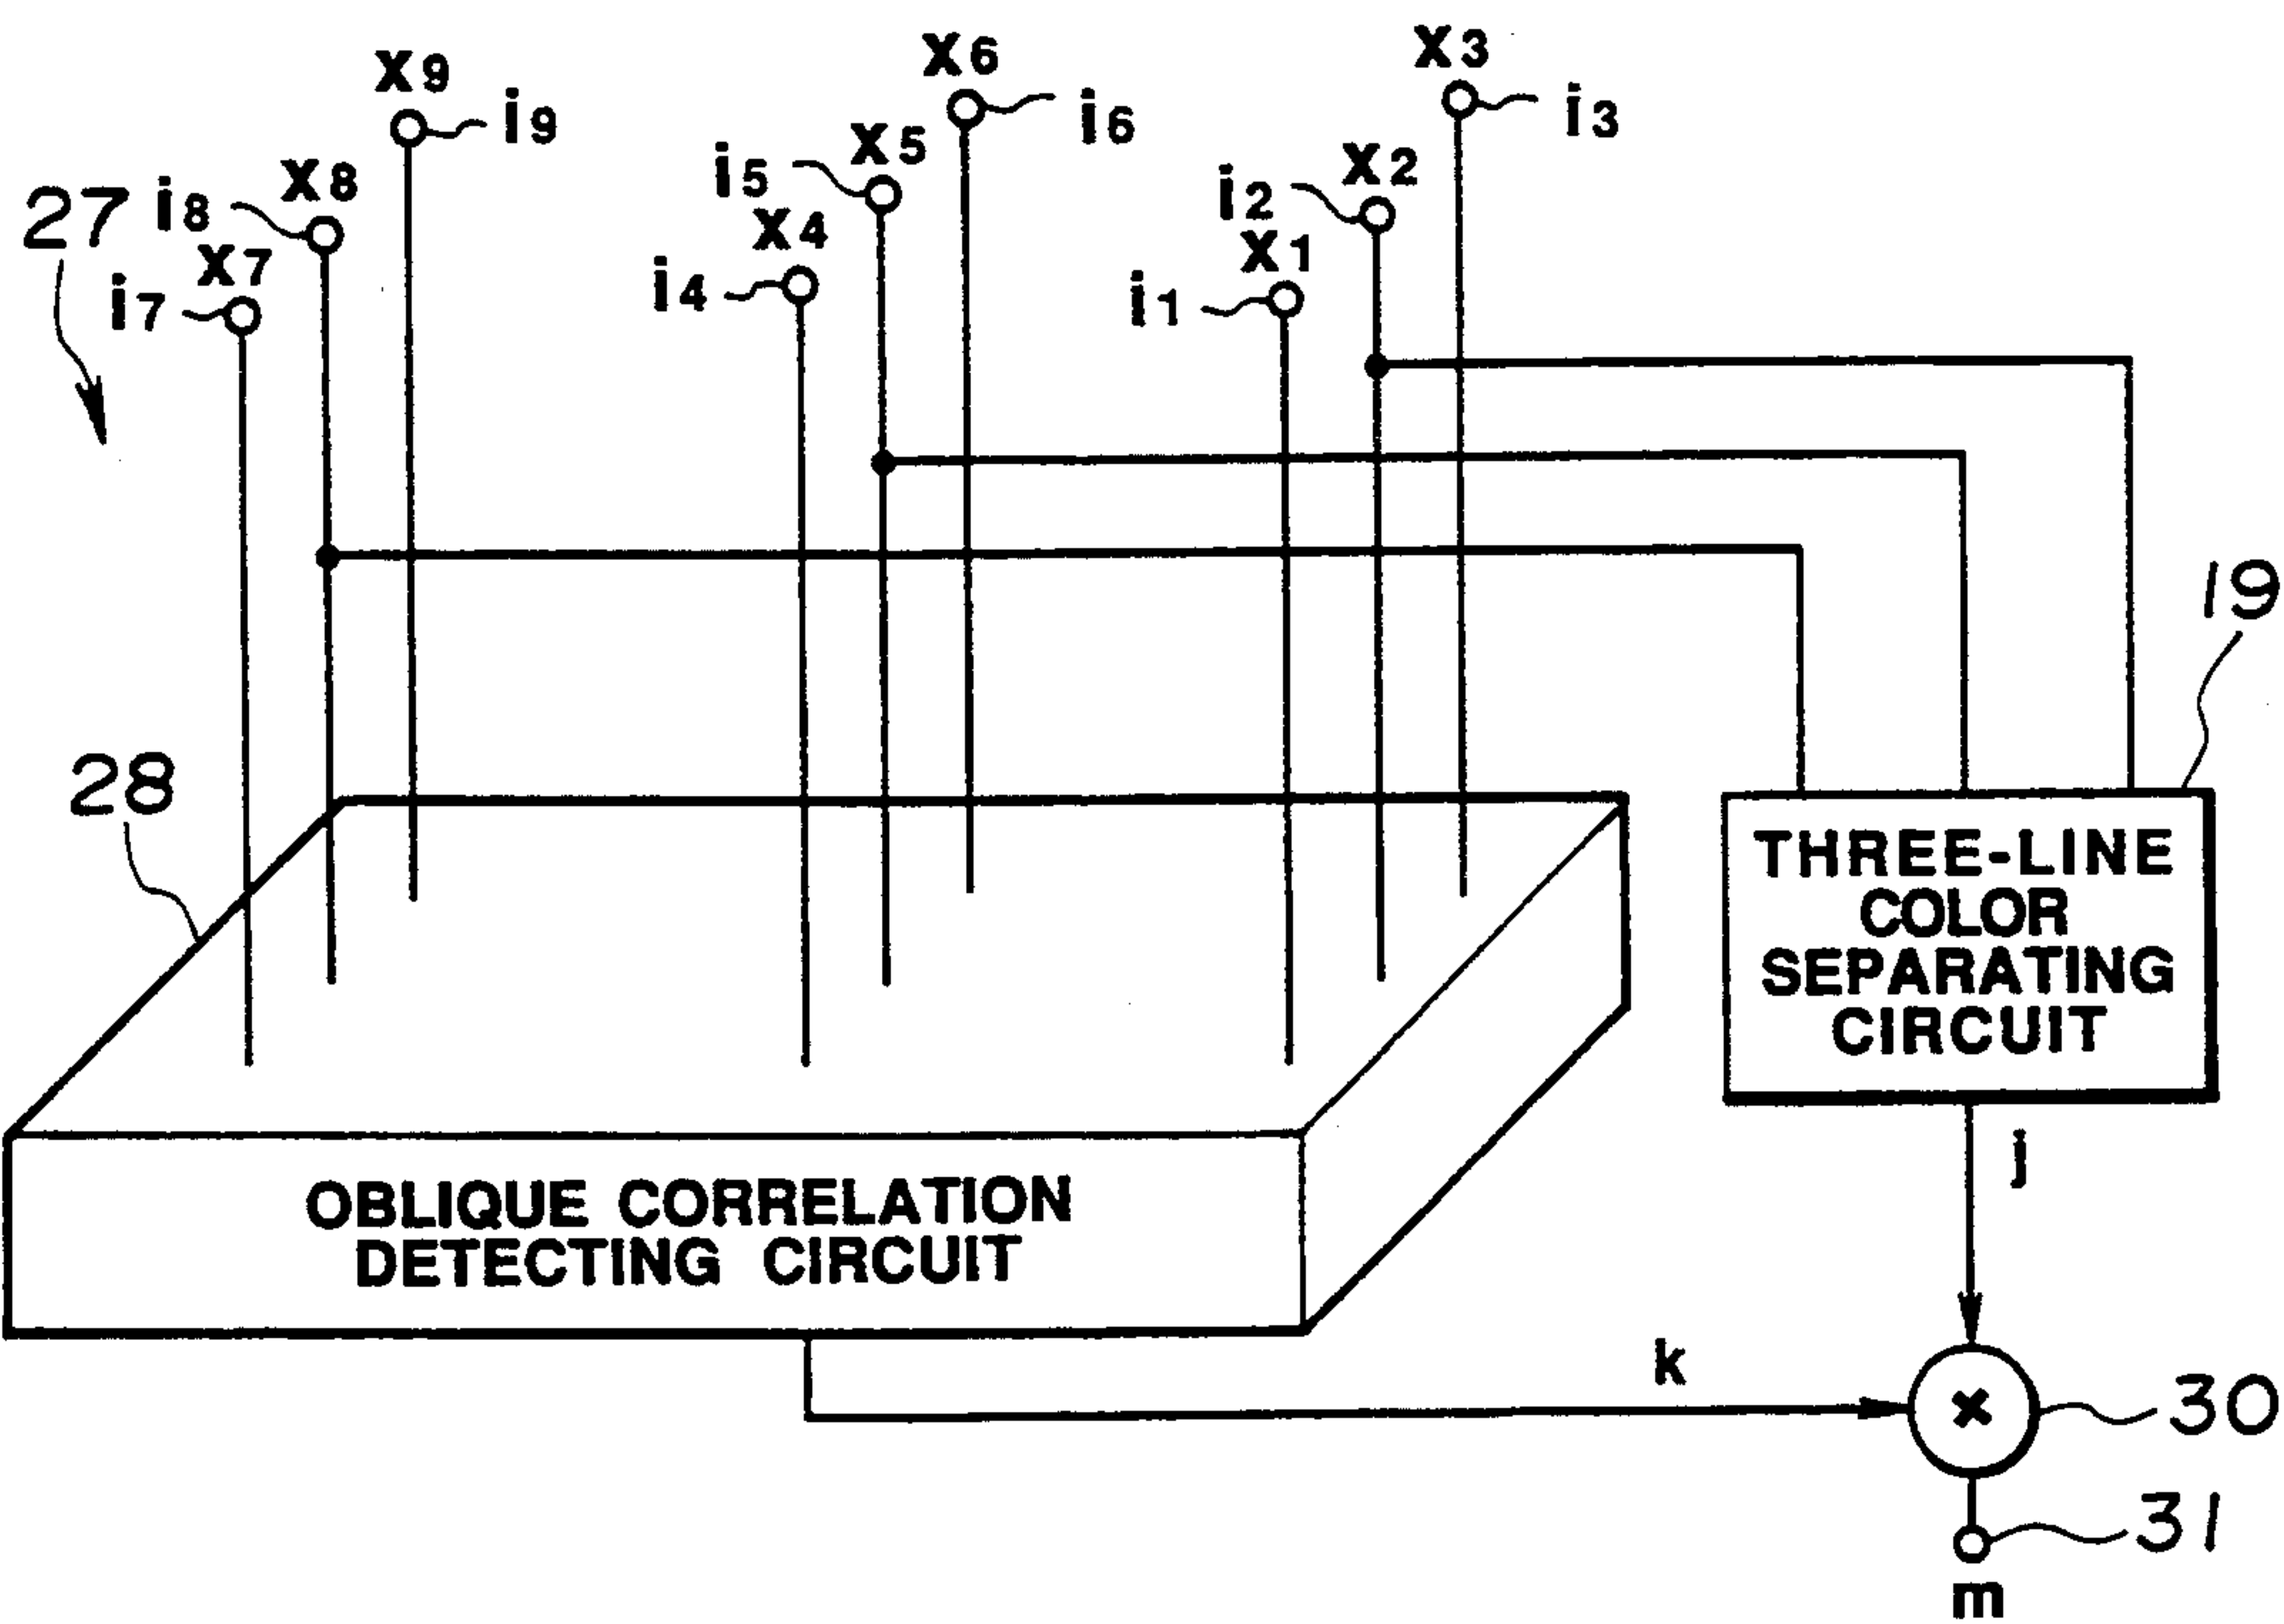 x3
x6
x9
i3
i6
i9
x5
i5
x2
i2
x8
i8
27
x4
x1
x7
i4
i1
i7
19
28
THREE-LINE
COLOR
SEPARATING
CIRCUIT
j
OBLIQUE CORRELATION
DETECTING CIRCUIT
k
30
31
m